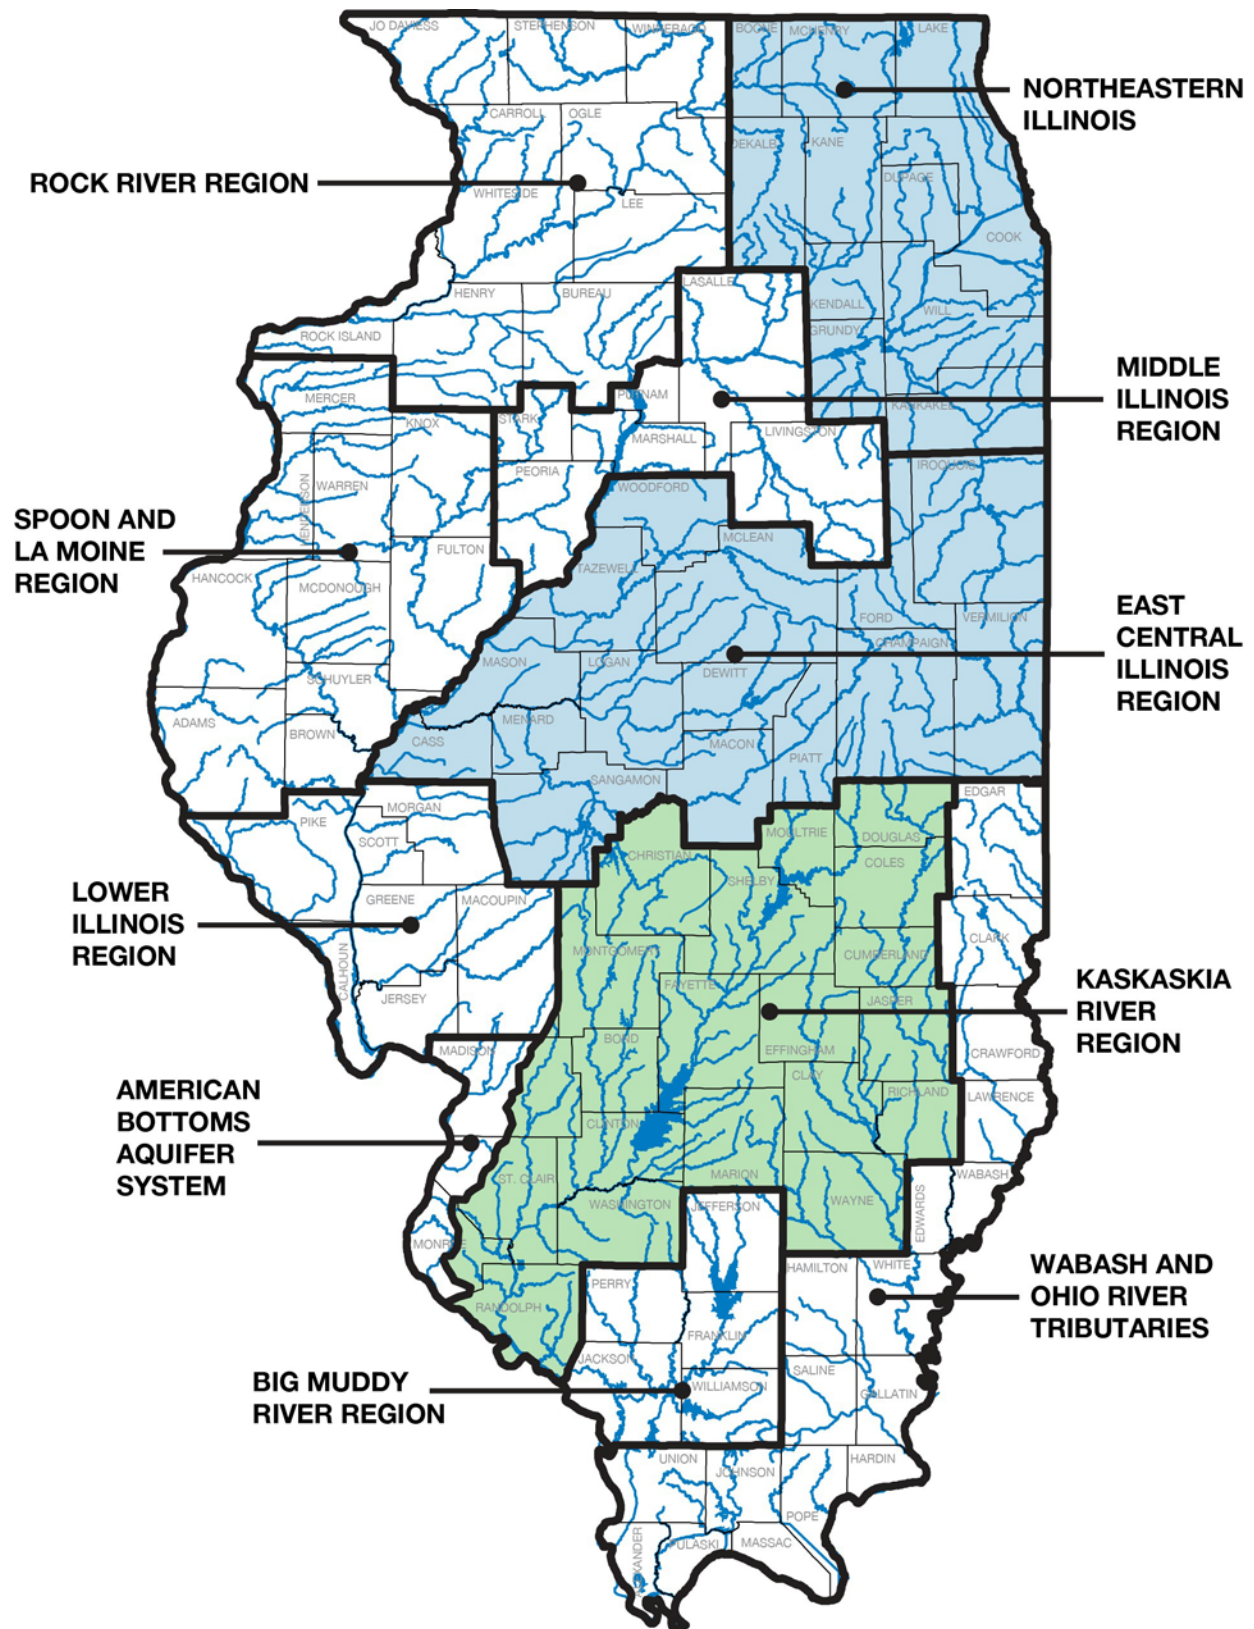 JO DAVIESS
STEPHENSON
WINNEBAGO
BOONE
MCHENRY
LAKE
NORTHEASTERN
ILLINOIS
CARROLL
OGLE
DEKALB
KANE
DUPAGE
ROCK RIVER REGION
WHITESIDE
LEE
COOK
HENRY
BUREAU
LASALLE
KENDALL
WILL
GRUNDY
ROCK ISLAND
MIDDLE
ILLINOIS
REGION
MERCER
PUTNAM
KANKAKEE
KNOX
STARK
MARSHALL
LIVINGSTON
PEORIA
IROQUOIS
WARREN
HENDERSON
WOODFORD
SPOON AND
LA MOINE
REGION
FULTON
MCLEAN
HANCOCK
MCDONOUGH
TAZEWELL
FORD
VERMILION
EAST
CENTRAL
ILLINOIS
REGION
CHAMPAIGN
MASON
LOGAN
DEWITT
SCHUYLER
ADAMS
BROWN
CASS
MENARD
MACON
PIATT
SANGAMON
EDGAR
PIKE
MORGAN
SCOTT
MOULTRIE
DOUGLAS
CHRISTIAN
COLES
SHELBY
LOWER
ILLINOIS
REGION
GREENE
MACOUPIN
CLARK
MONTGOMERY
CUMBERLAND
CALHOUN
JERSEY
FAYETTE
JASPER
KASKASKIA
RIVER
REGION
MADISON
BOND
EFFINGHAM
CRAWFORD
CLAY
RICHLAND
LAWRENCE
AMERICAN
BOTTOMS
AQUIFER
SYSTEM
CLINTON
ST. CLAIR
MARION
WABASH
WASHINGTON
JEFFERSON
WAYNE
EDWARDS
MONROE
HAMILTON
WHITE
WABASH AND
OHIO RIVER
TRIBUTARIES
PERRY
RANDOLPH
FRANKLIN
JACKSON
SALINE
WILLIAMSON
GALLATIN
BIG MUDDY
RIVER REGION
UNION
JOHNSON
HARDIN
POPE
ALEXANDER
PULASKI
MASSAC